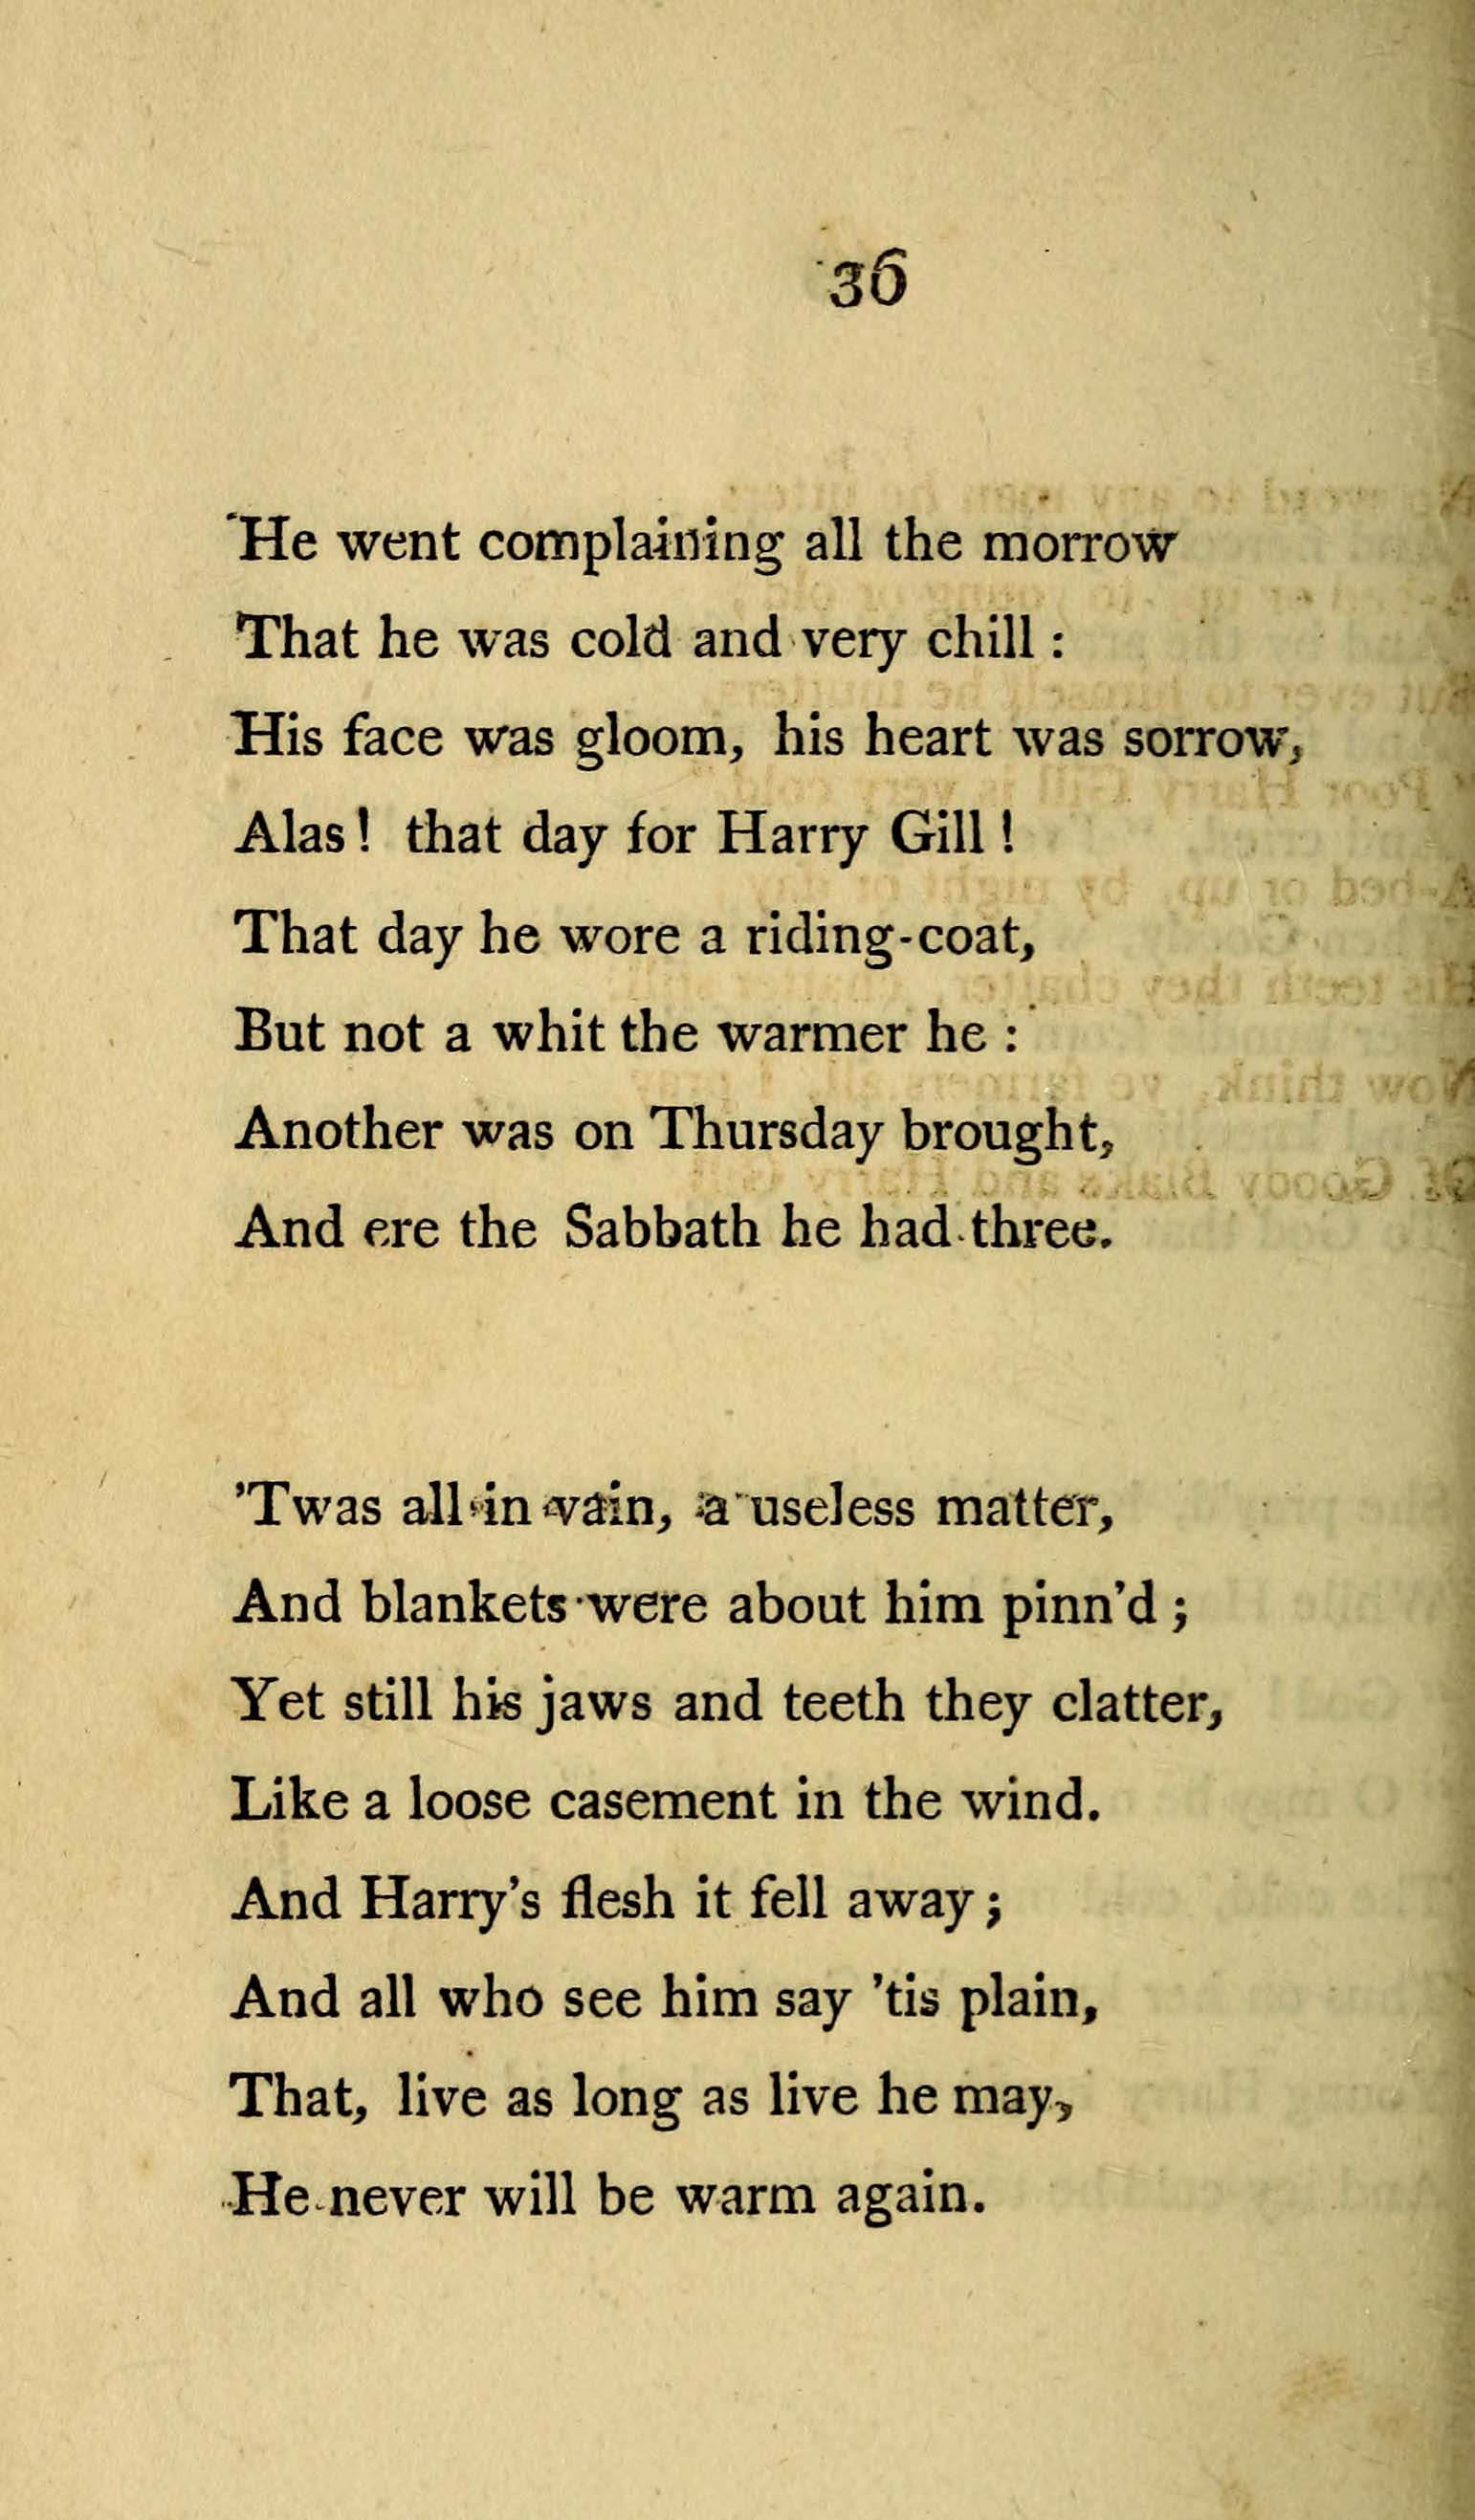 36
He went complaining all the morrow
That he was cold and very chill :
His face was gloom, his heart was sorrow,
Alas ! that day for Harry Gill !
That day he wore a riding-coat,
But not a whit the warmer he :
Another was on Thursday brought,
And ere the Sabbath he had three.
'Twas all in vain, a useless matter,
And blankets were about him pinn'd ;
Yet still his jaws and teeth they clatter,
Like a loose casement in the wind.
And Harry's flesh it fell away ;
And all who see him say 'tis plain,
That, live as long as live he may,
He never will be warm again.